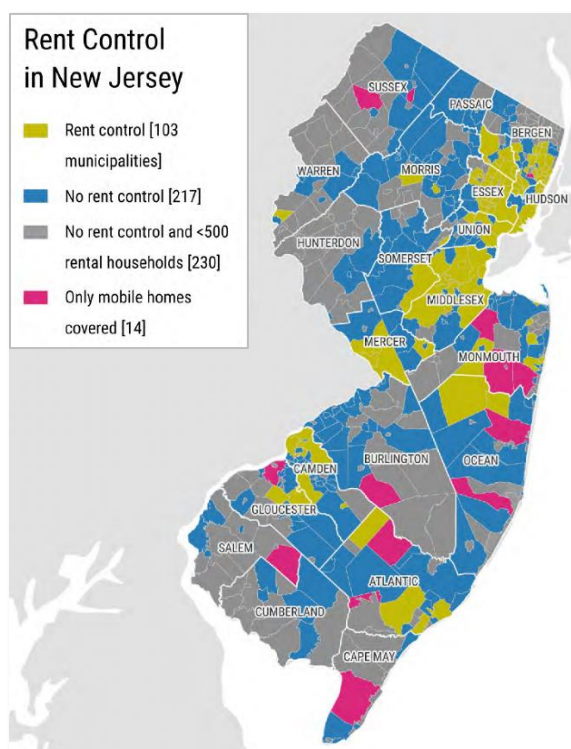 Rent Control
in New Jersey
Rent control [103
municipalities]
No rent control [217]
No rent control and <500
rental households [230]
Only mobile homes
covered [14]
SUSSEX
PASSAIC
BERGEN
WARREN
MORRIS
ESSEX
HUDSON
UNION
HUNTERDON
SOMERSET
MIDDLESEX
MERCER
MONMOUTH
OCEAN
BURLINGTON
CAMDEN
GLOUCESTER
SALEM
ATLANTIC
CUMBERLAND
CAPE MAY